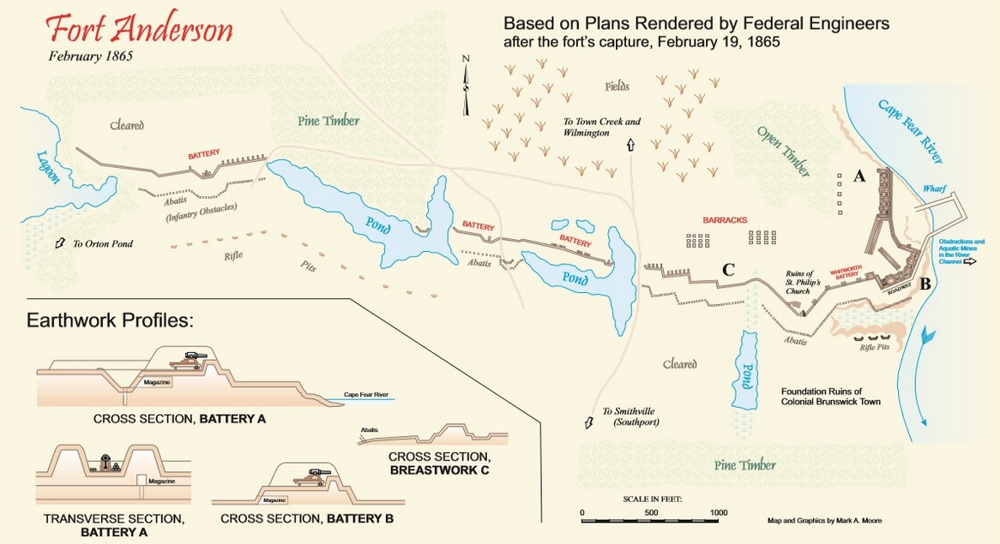 Fort Anderson
February 1865
Based on Plans Rendered by Federal Engineers
after the fort's capture, February 19, 1865
N
Fields
Cleared
Pine Timber
To Town Creek and
Wilmington
Open Timber
Cape Fear River
Lagoon
BATTERY
Abatis
(Infantry Obstacles)
A
Wharf
To Orton Pond
Rifle
Pits
Pond
BATTERY
Abatis
BATTERY
Pond
BARRACKS
Obstructions and
Aquatic Mines
in the River
Channel
C
Ruins of
St. Philip's
Church
WHITWORTH
BATTERY
ROADWAY
B
Abatis
Rifle Pits
Cleared
Pond
Foundation Ruins of
Colonial Brunswick Town
To Smithville
(Southport)
Pine Timber
SCALE IN FEET:
0 500 1000
Map and Graphics by Mark A. Moore
Earthwork Profiles:
Magazine
Cape Fear River
CROSS SECTION, BATTERY A
Abatis
CROSS SECTION,
BREASTWORK C
Magazine
TRANSVERSE SECTION,
BATTERY A
Magazine
CROSS SECTION, BATTERY B